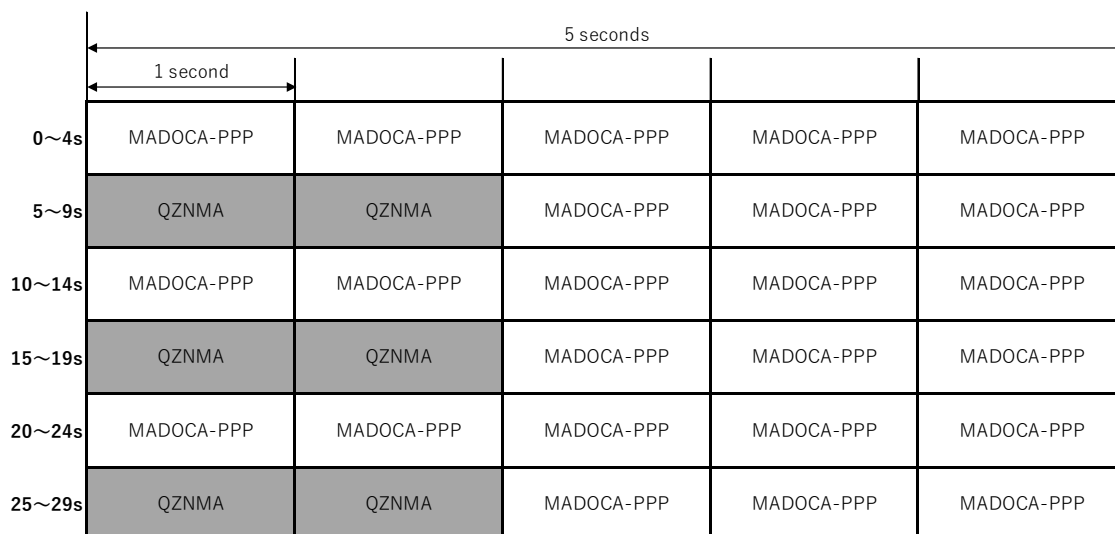 5 seconds
1 second
0～4s MADOCA-PPP MADOCA-PPP MADOCA-PPP MADOCA-PPP MADOCA-PPP
5～9s QZNMA QZNMA MADOCA-PPP MADOCA-PPP MADOCA-PPP
10～14s MADOCA-PPP MADOCA-PPP MADOCA-PPP MADOCA-PPP MADOCA-PPP
15～19s QZNMA QZNMA MADOCA-PPP MADOCA-PPP MADOCA-PPP
20～24s MADOCA-PPP MADOCA-PPP MADOCA-PPP MADOCA-PPP MADOCA-PPP
25～29s QZNMA QZNMA MADOCA-PPP MADOCA-PPP MADOCA-PPP